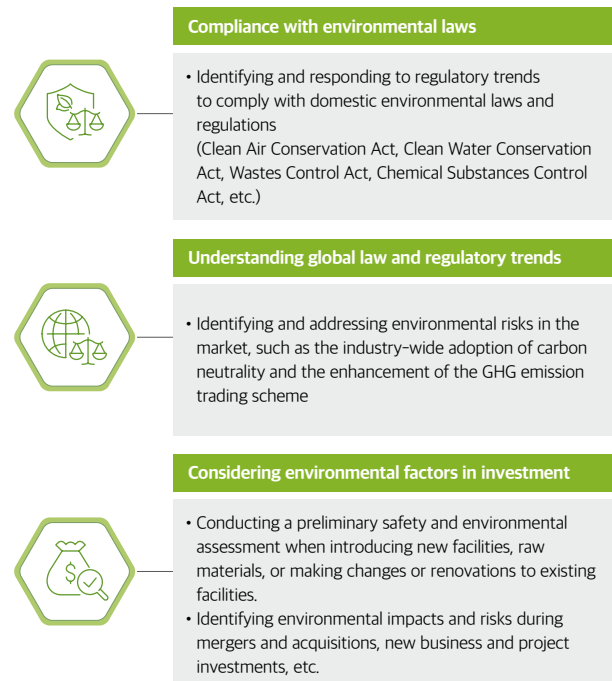 Compliance with environmental laws
• Identifying and responding to regulatory trends
to comply with domestic environmental laws and
regulations
(Clean Air Conservation Act, Clean Water Conservation
Act, Wastes Control Act, Chemical Substances Control
Act, etc.)
Understanding global law and regulatory trends
• Identifying and addressing environmental risks in the
market, such as the industry-wide adoption of carbon
neutrality and the enhancement of the GHG emission
trading scheme
Considering environmental factors in investment
$
• Conducting a preliminary safety and environmental
assessment when introducing new facilities, raw
materials, or making changes or renovations to existing
facilities.
• Identifying environmental impacts and risks during
mergers and acquisitions, new business and project
investments, etc.